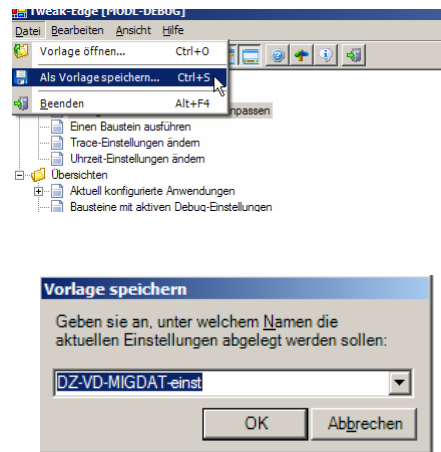 Tweak-Edge [MODL-DEBUG]
Datei Bearbeiten Ansicht Hilfe
Vorlage öffnen... Ctrl+O
Als Vorlage speichern... Ctrl+S
Beenden Alt+F4
npassen
Einen Baustein ausführen
Trace-Einstellungen ändern
Uhrzeit-Einstellungen ändern
Übersichten
Aktuell konfigurierte Anwendungen
Bausteine mit aktiven Debug-Einstellungen
Vorlage speichern
Geben sie an, unter welchem Namen die
aktuellen Einstellungen abgelegt werden sollen:
DZ-VD-MIGDAT-einst
OK Abbrechen